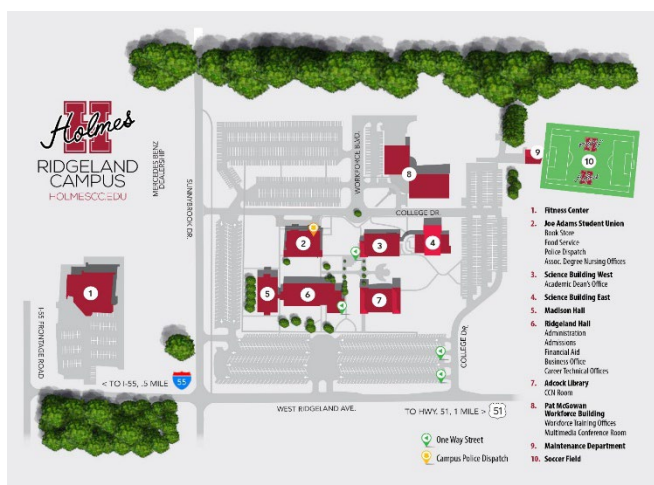 Holmes
RIDGELAND
CAMPUS
HOLMESCC.EDU
MERCEDES BENZ
DEALERSHIP
SUNNYBROOK DR.
WORKFORCE BLVD.
COLLEGE DR.
COLLEGE DR.
I-55 FRONTAGE ROAD
< TO I-55, .5 MILE
55
WEST RIDGELAND AVE.
TO HWY. 51, 1 MILE >
51
1
2
3
4
5
6
7
8
9
10
One Way Street
Campus Police Dispatch
1. Fitness Center
2. Joe Adams Student Union
Book Store
Food Service
Police Dispatch
Assoc. Degree Nursing Offices
3. Science Building West
Academic Dean's Office
4. Science Building East
5. Madison Hall
6. Ridgeland Hall
Administration
Admissions
Financial Aid
Business Office
Career Technical Offices
7. Adcock Library
CCN Room
8. Pat McGowan
Workforce Building
Workforce Training Offices
Multimedia Conference Room
9. Maintenance Department
10. Soccer Field